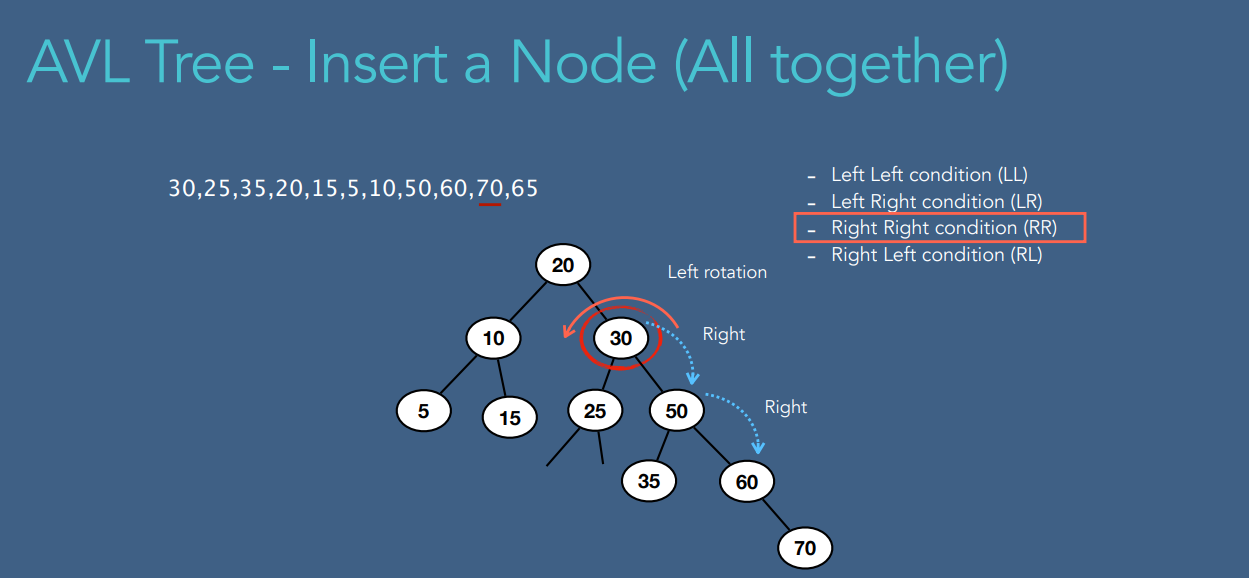 AVL Tree - Insert a Node (All together)
30,25,35,20,15,5,10,50,60,70,65
- Left Left condition (LL)
- Left Right condition (LR)
- Right Right condition (RR)
- Right Left condition (RL)
20
Left rotation
10
30
Right
5
15
25
50
Right
35
60
70